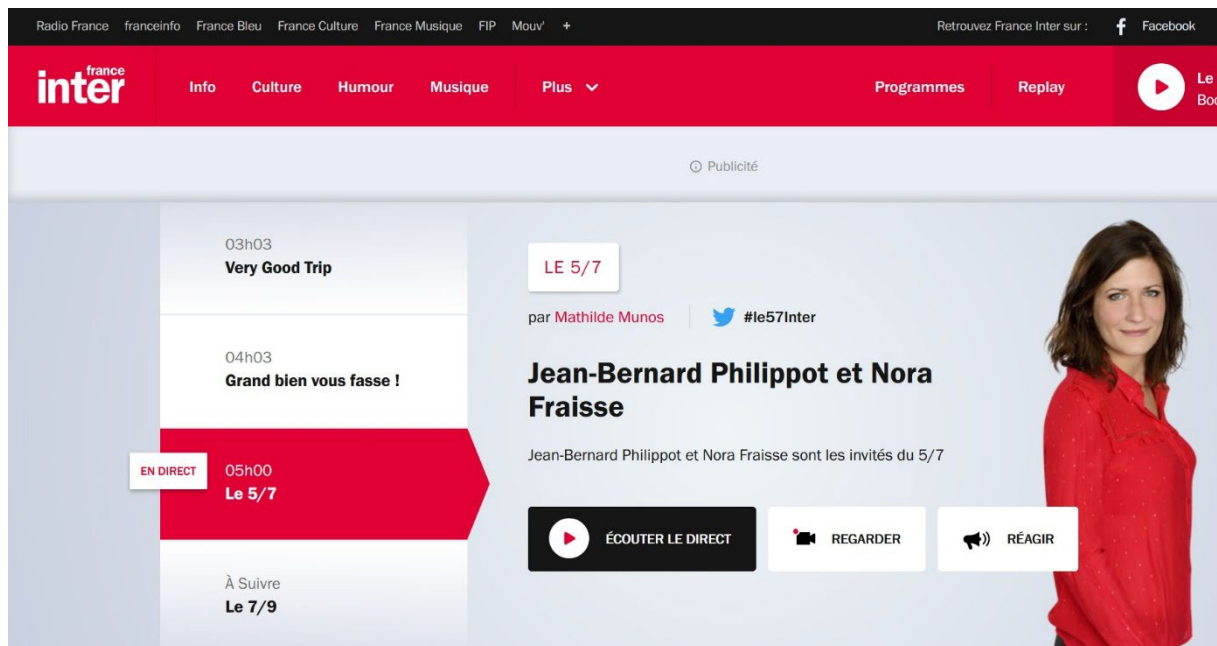 Radio France franceinfo France Bleu France Culture France Musique FIP Mouv' + Retrouvez France Inter sur : Facebook
france
inter
Info Culture Humour Musique Plus Programmes Replay
Le
Publicité
03h03
Very Good Trip
04h03
Grand bien vous fasse !
EN DIRECT
05h00
Le 5/7
À Suivre
Le 7/9
LE 5/7
par Mathilde Munos #le57Inter
Jean-Bernard Philippot et Nora
Fraisse
Jean-Bernard Philippot et Nora Fraisse sont les invités du 5/7
ÉCOUTER LE DIRECT REGARDER RÉAGIR